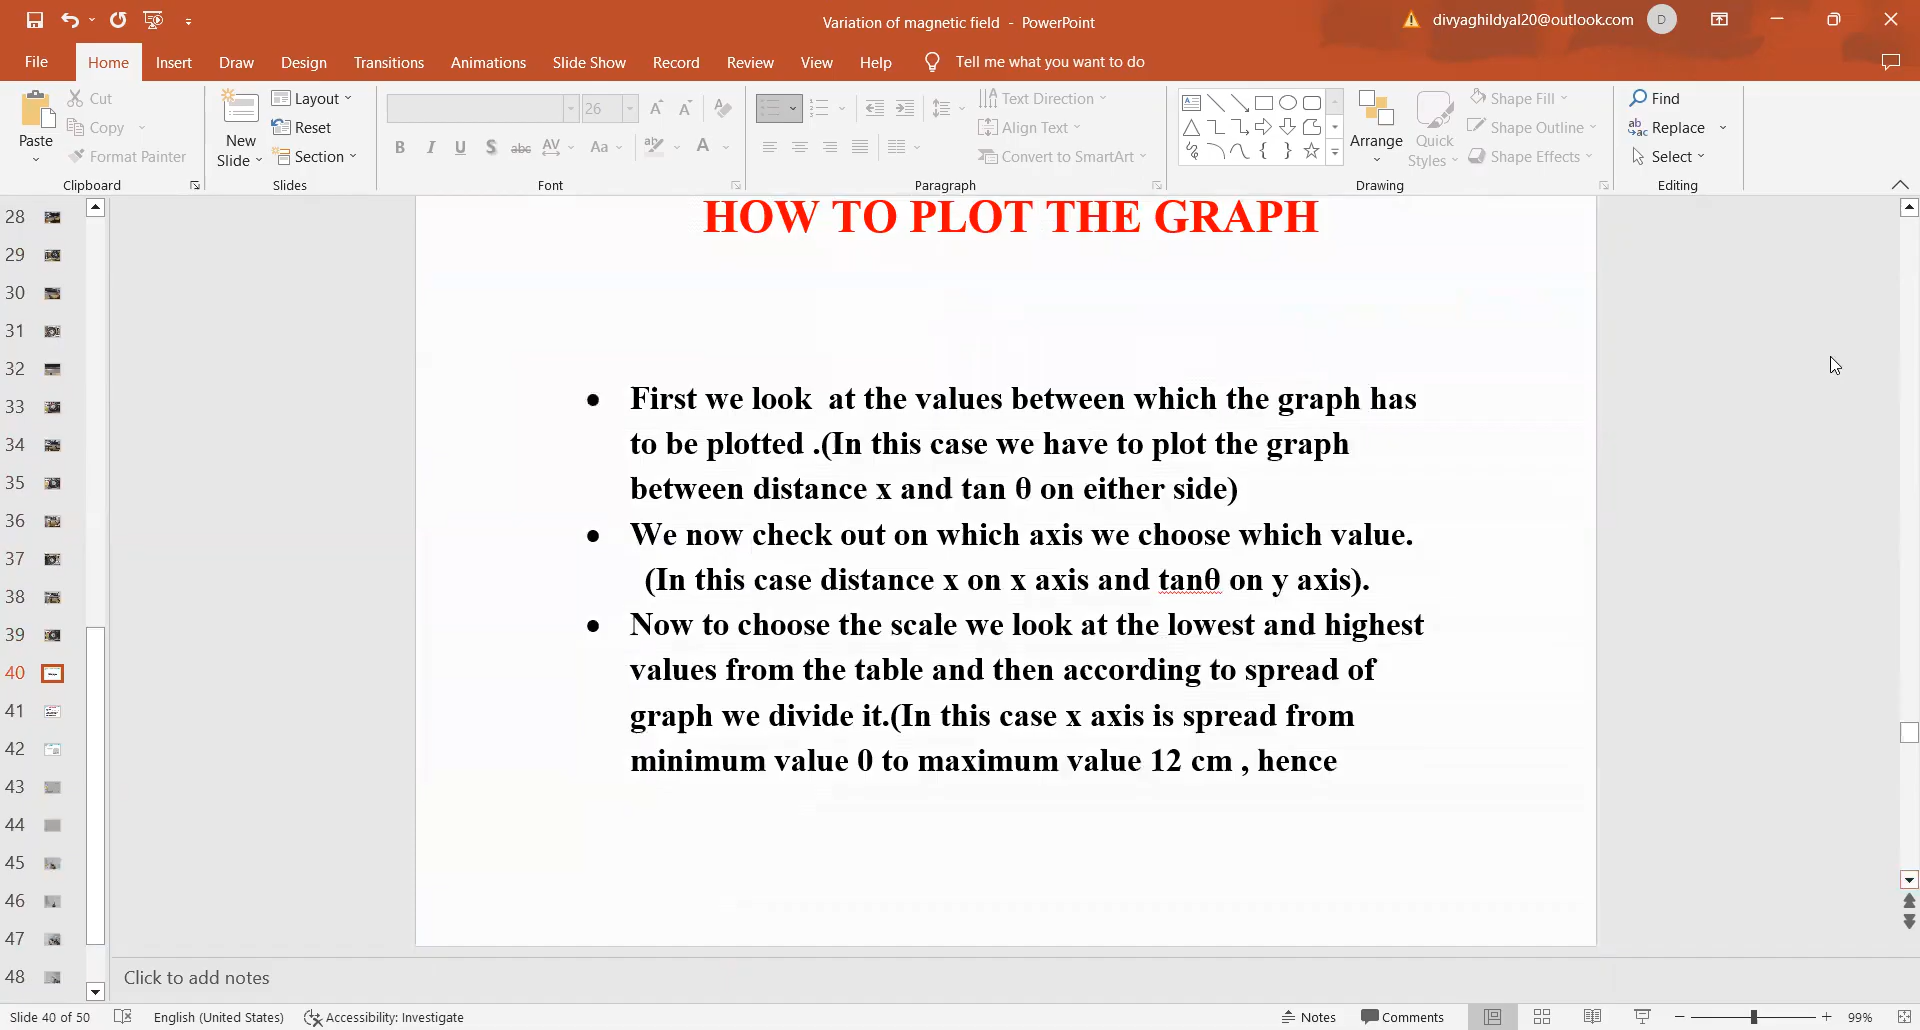 Variation of magnetic field - PowerPoint
divyaghildyal20@outlook.com
D
File Home Insert Draw Design Transitions Animations Slide Show Record Review View Help Tell me what you want to do
Paste
Cut
Copy
Format Painter
Clipboard
New
Slide
Layout
Reset
Section
Slides
26
B I U S abc AV Aa A
Font
Text Direction
Align Text
Convert to SmartArt
Paragraph
Arrange
Quick
Styles
Shape Fill
Shape Outline
Shape Effects
Drawing
Find
Replace
Select
Editing
28
29
30
31
32
33
34
35
36
37
38
39
40
41
42
43
44
45
46
47
48
HOW TO PLOT THE GRAPH
• First we look at the values between which the graph has
to be plotted .(In this case we have to plot the graph
between distance x and tan θ on either side)
• We now check out on which axis we choose which value.
(In this case distance x on x axis and tanθ on y axis).
• Now to choose the scale we look at the lowest and highest
values from the table and then according to spread of
graph we divide it.(In this case x axis is spread from
minimum value 0 to maximum value 12 cm , hence
Click to add notes
Slide 40 of 50 English (United States) Accessibility: Investigate Notes Comments 99%